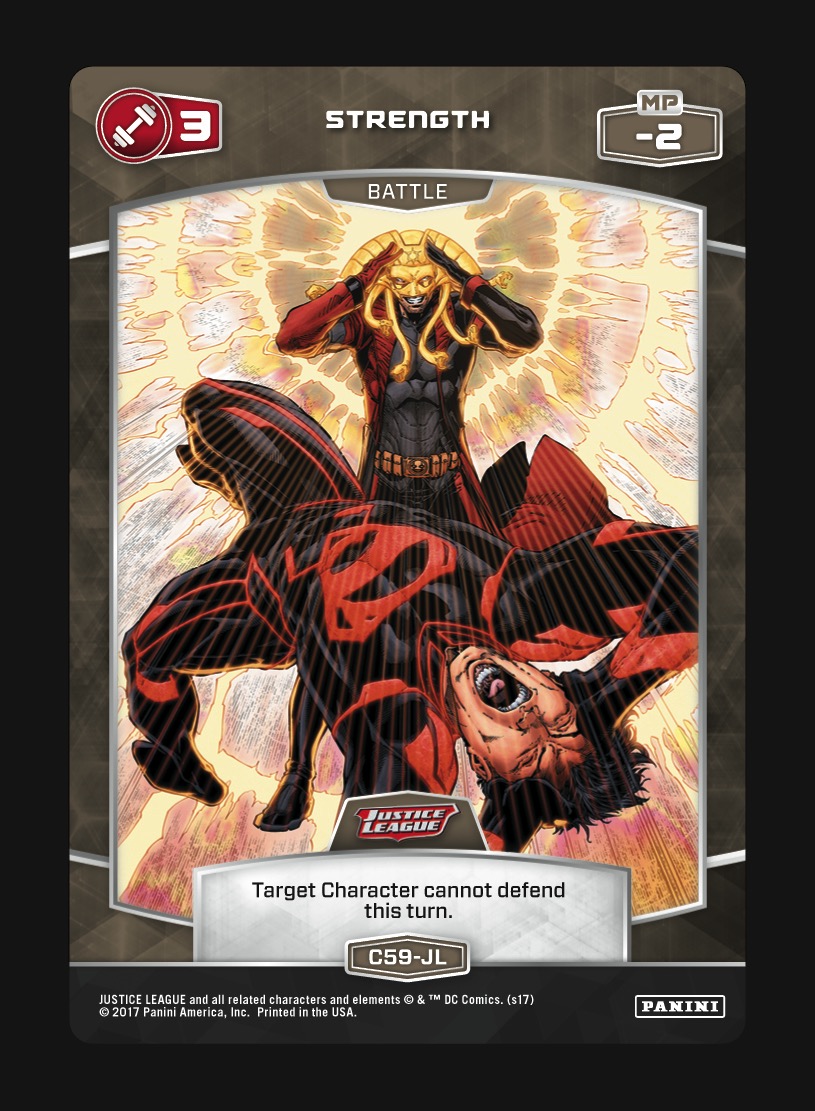 3
STRENGTH
MP
-2
BATTLE
JUSTICE
LEAGUE
Target Character cannot defend
this turn.
C59-JL
JUSTICE LEAGUE and all related characters and elements © & ™ DC Comics. (s17)
© 2017 Panini America, Inc. Printed in the USA.
PANINI